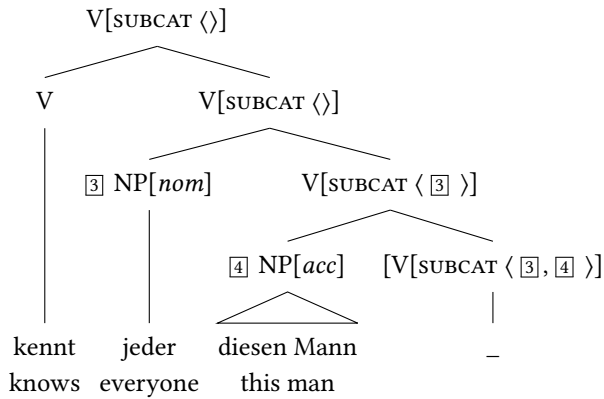 V[SUBCAT ⟨⟩]
V V[SUBCAT ⟨⟩]
3 NP[nom] V[SUBCAT ⟨ 3 ⟩]
4 NP[acc] [V[SUBCAT ⟨ 3, 4 ⟩]
kennt jeder diesen Mann _
knows everyone this man